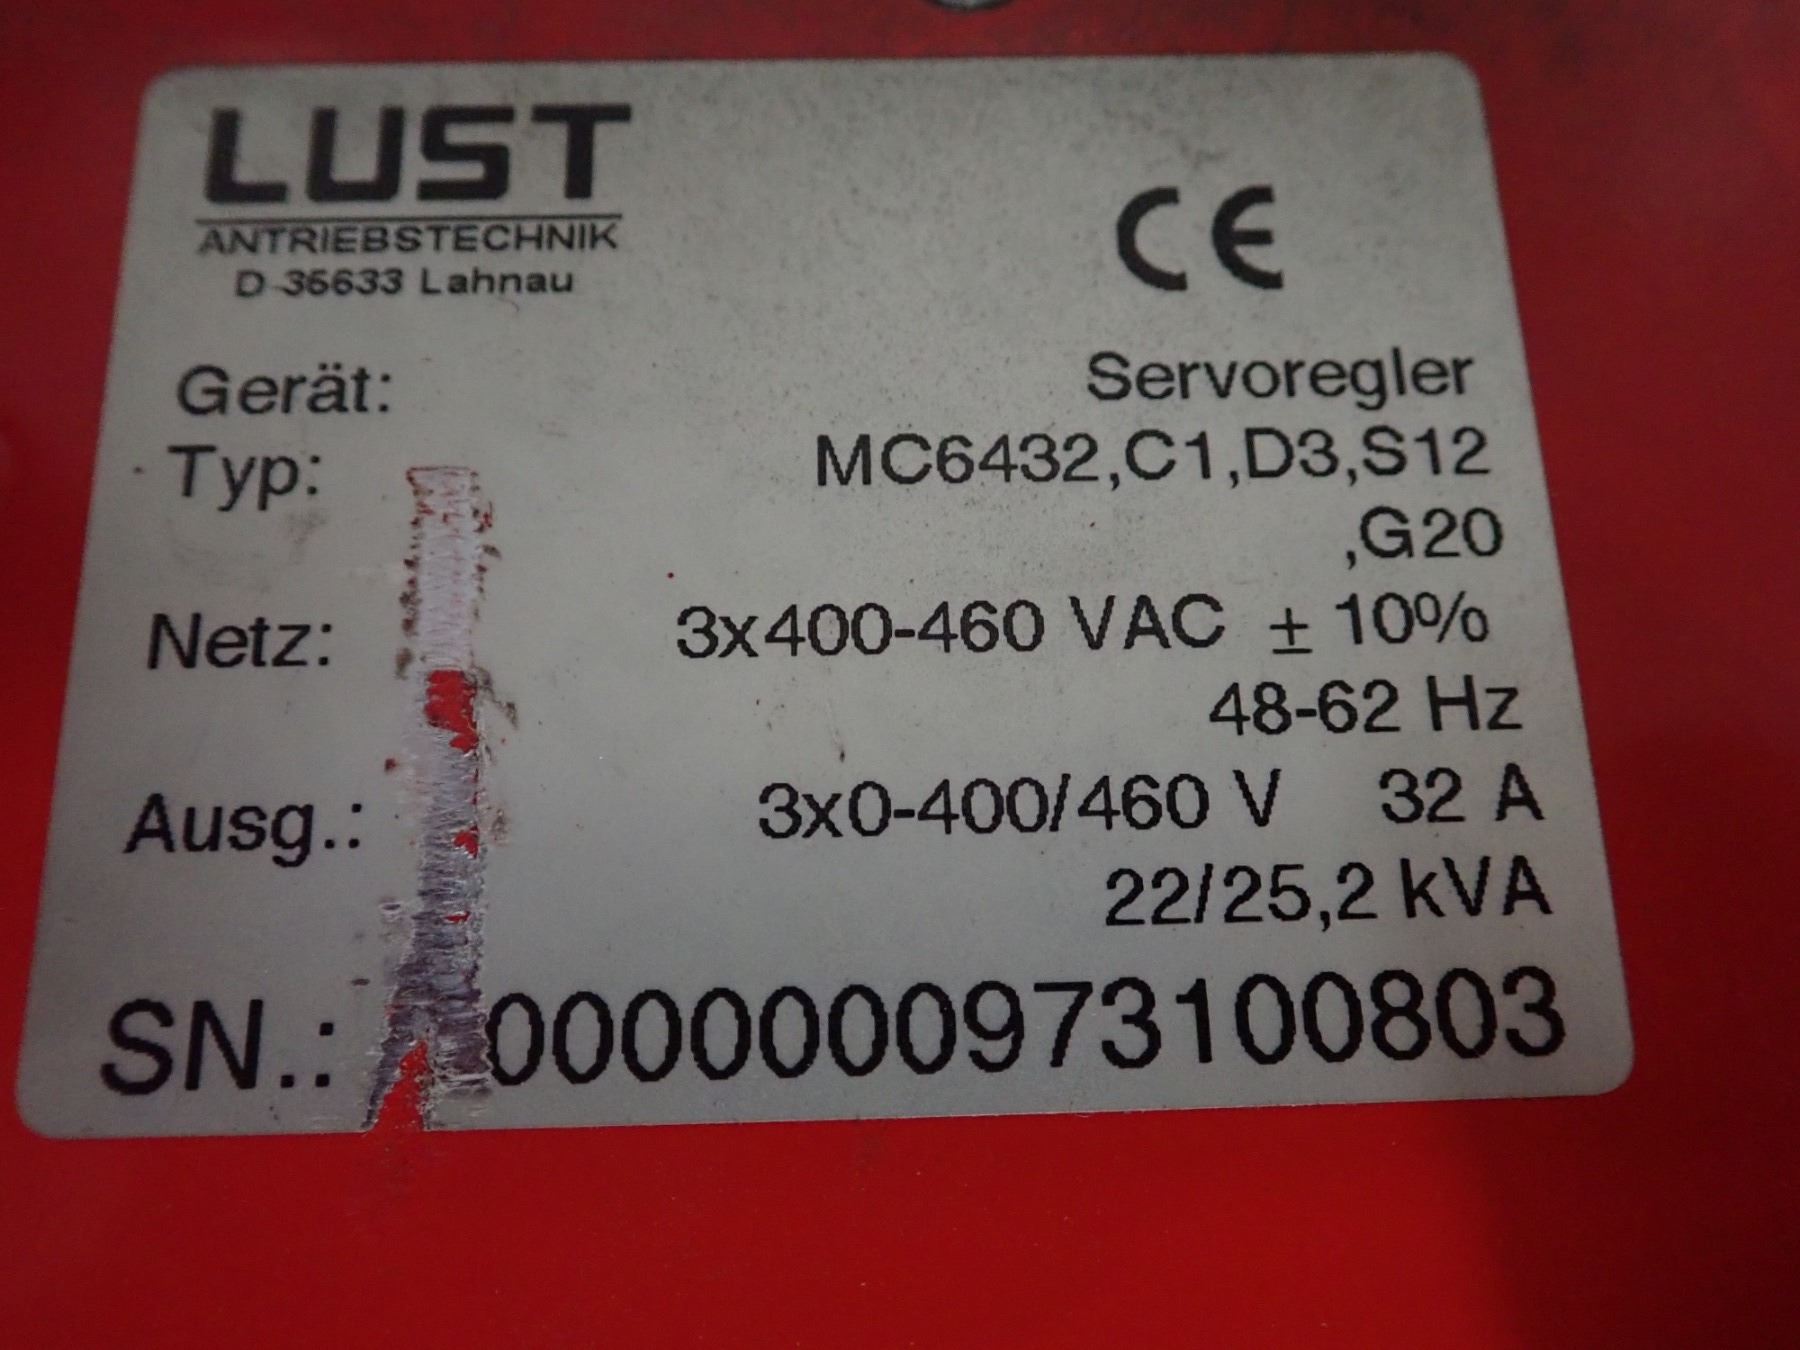 LUST
ANTRIEBSTECHNIK
D-35633 Lahnau
CE
Gerät: Servoregler
Typ: MC6432,C1,D3,S12
,G20
Netz: 3x400-460 VAC ± 10%
48-62 Hz
Ausg.: 3x0-400/460 V 32 A
22/25,2 kVA
SN.: 0000000973100803